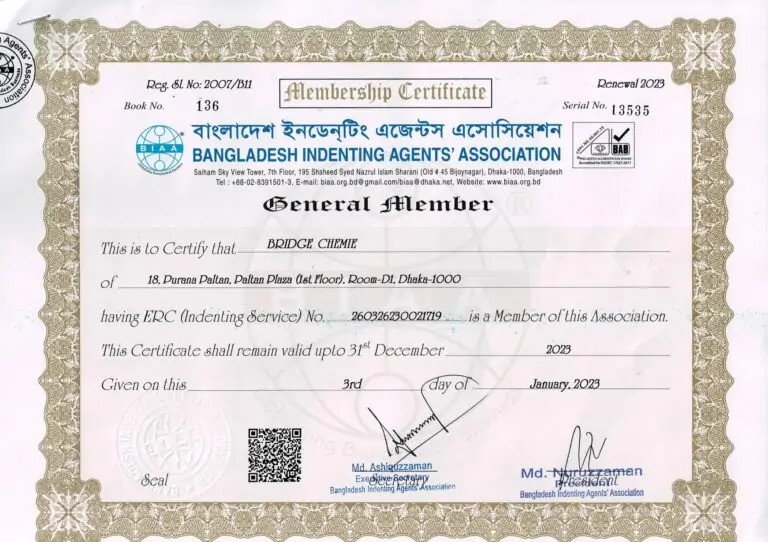 Reg. Sl. No: 2007/B11
Membership Certificate
Renewal 2023
Book No. 136
Serial No. 13535
BIAA
বাংলাদেশ ইনডেন্টিং এজেন্টস এসোসিয়েশন
BANGLADESH INDENTING AGENTS' ASSOCIATION
BAB
Saiham Sky View Tower, 7th Floor, 195 Shaheed Syed Nazrul Islam Sharani (Old # 45 Bijoynagar), Dhaka-1000, Bangladesh
Tel : +88-02-8391501-3, E-mail: biaa.org.bd@gmail.com/biaa@dhaka.net, Website: www.biaa.org.bd
General Member
This is to Certify that BRIDGE CHEMIE
of 18, Purana Paltan, Paltan Plaza (1st Floor), Room-D1, Dhaka-1000
having ERC (Indenting Service) No. 260326230021719 is a Member of this Association.
This Certificate shall remain valid upto 31st December 2023
Given on this 3rd day of January, 2023
Seal
Md. Ashiquzzaman
Executive Secretary
Secretary
Bangladesh Indenting Agents' Association
Md. Nuruzzaman
President
President
Bangladesh Indenting Agents' Association